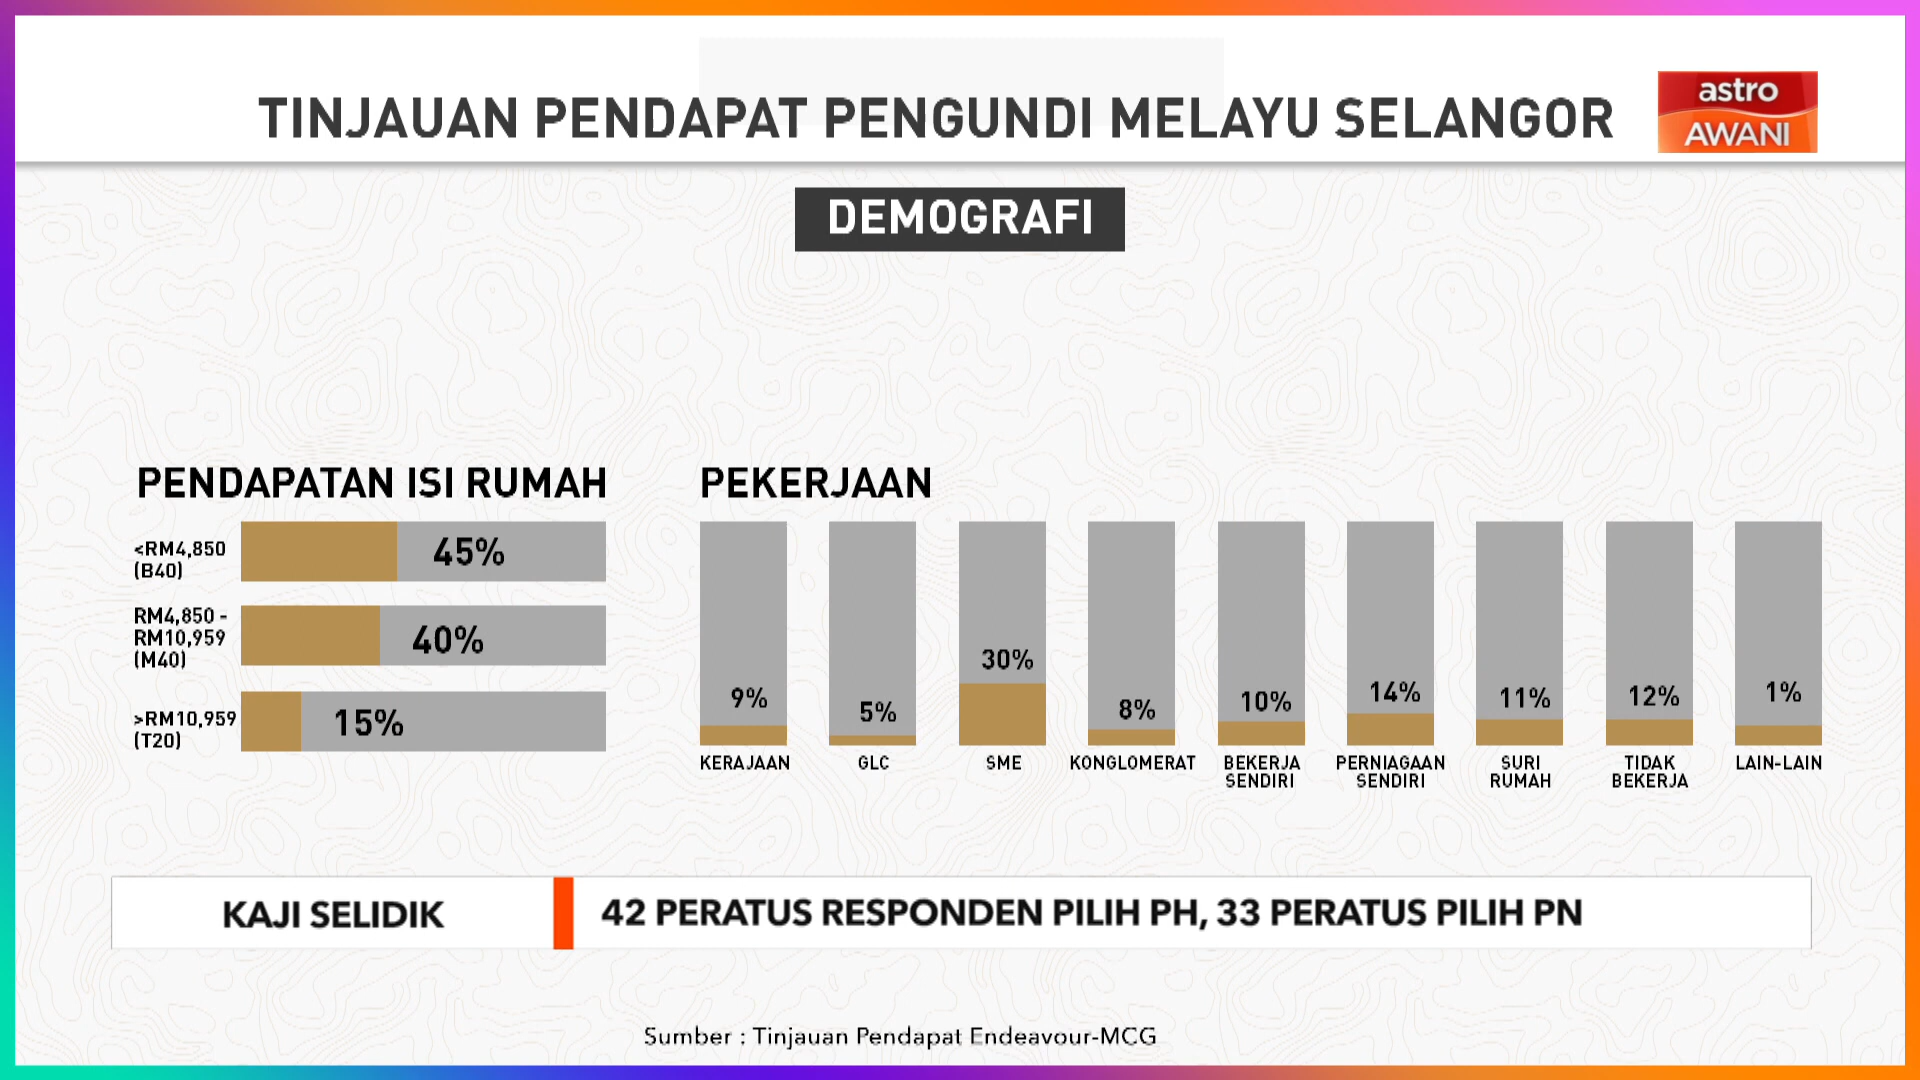 TINJAUAN PENDAPAT PENGUNDI MELAYU SELANGOR
astro
AWANI
DEMOGRAFI
PENDAPATAN ISI RUMAH
<RM4,850
(B40)
45%
RM4,850 -
RM10,959
(M40)
40%
>RM10,959
(T20)
15%
PEKERJAAN
9%
KERAJAAN
5%
GLC
30%
SME
8%
KONGLOMERAT
10%
BEKERJA
SENDIRI
14%
PERNIAGAAN
SENDIRI
11%
SURI
RUMAH
12%
TIDAK
BEKERJA
1%
LAIN-LAIN
KAJI SELIDIK
42 PERATUS RESPONDEN PILIH PH, 33 PERATUS PILIH PN
Sumber : Tinjauan Pendapat Endeavour-MCG